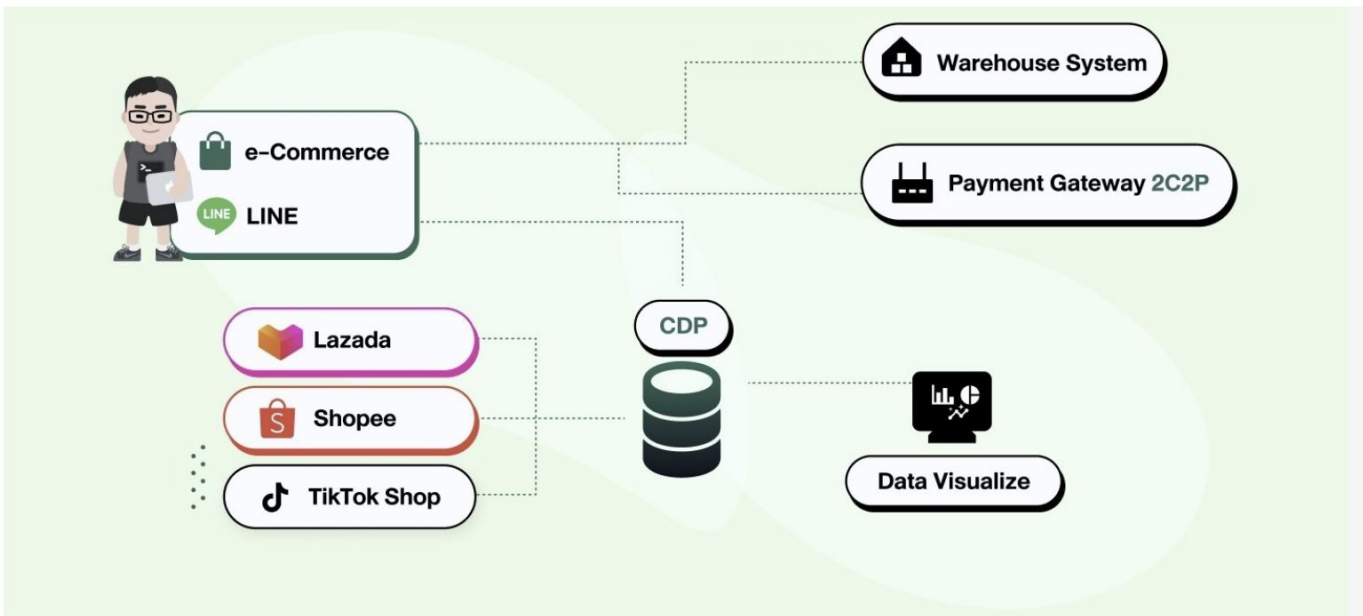 Warehouse System
e-Commerce
Payment Gateway 2C2P
LINE LINE
CDP
Lazada
S Shopee
TikTok Shop
Data Visualize
>_